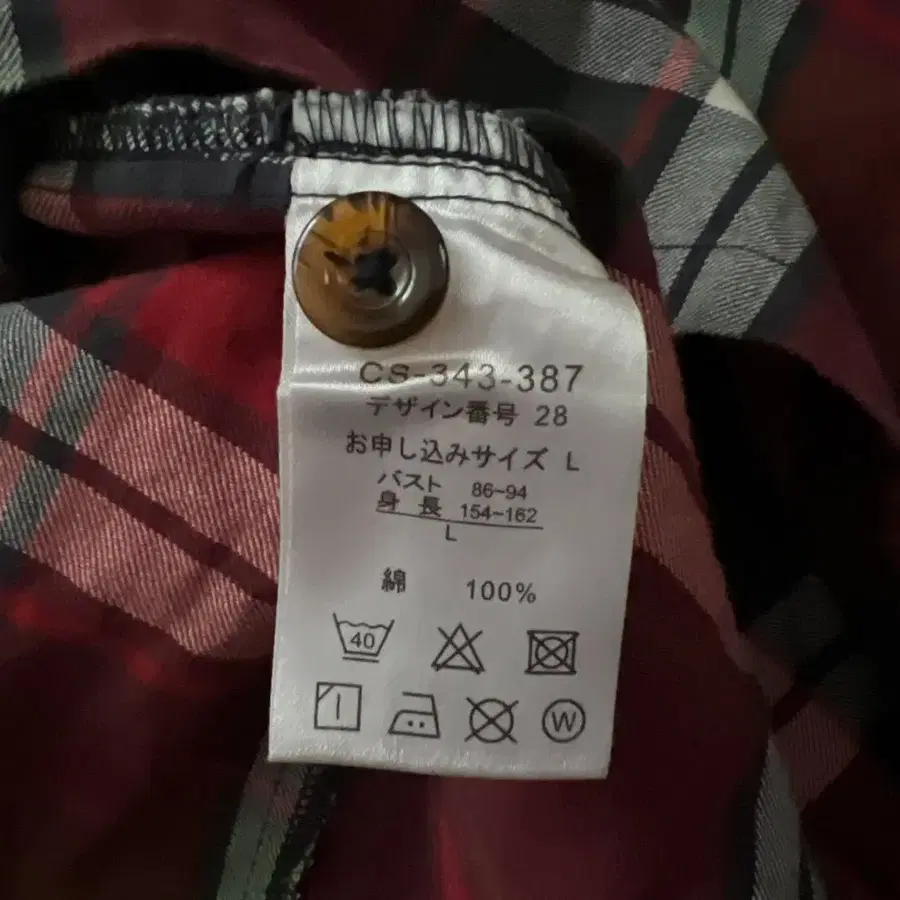 CS-343-387
デザイン番号 28
お申し込みサイズ L
バスト 86~94
身 長 154~162
L
綿 100%
40
W